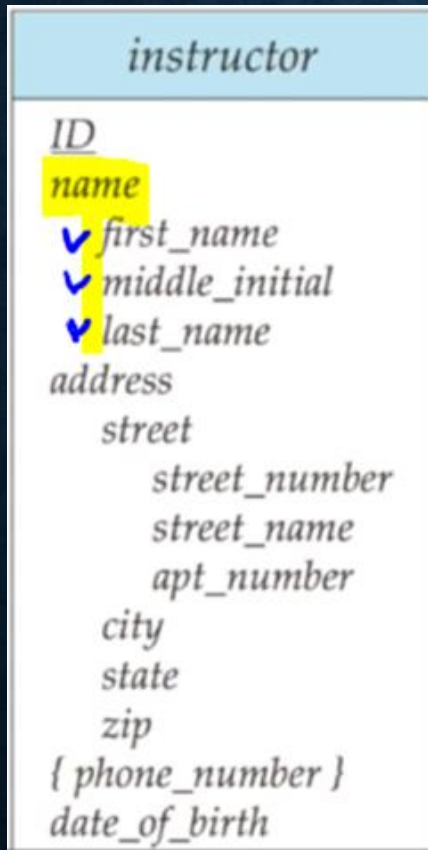 instructor
ID
name
first_name
middle_initial
last_name
address
street
street_number
street_name
apt_number
city
state
zip
{ phone_number }
date_of_birth